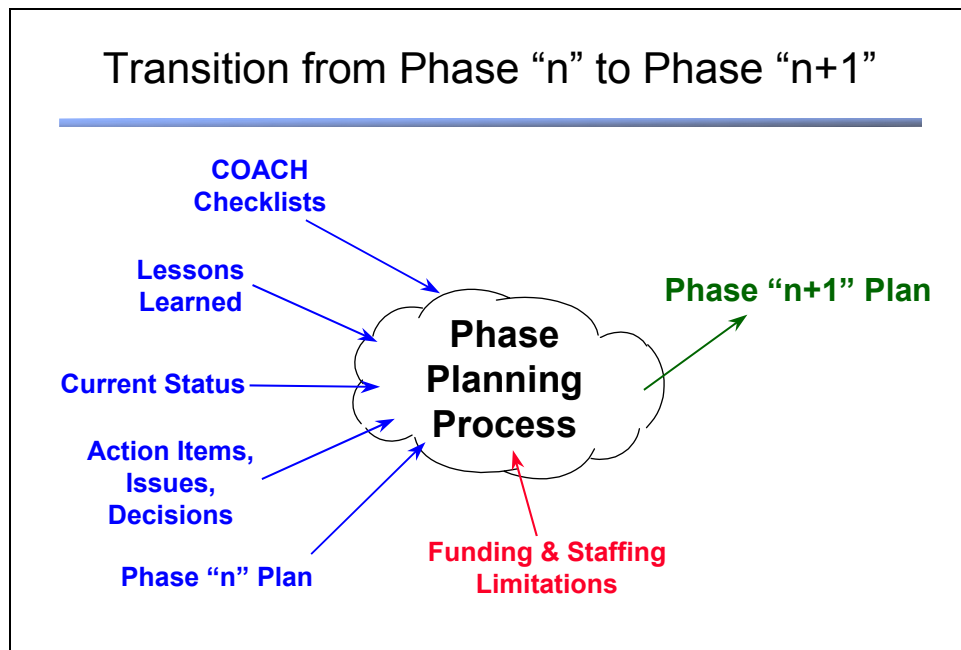 Transition from Phase “n” to Phase “n+1”
COACH
Checklists
Lessons
Learned
Current Status
Action Items,
Issues,
Decisions
Phase “n” Plan
Phase
Planning
Process
Funding & Staffing
Limitations
Phase “n+1” Plan